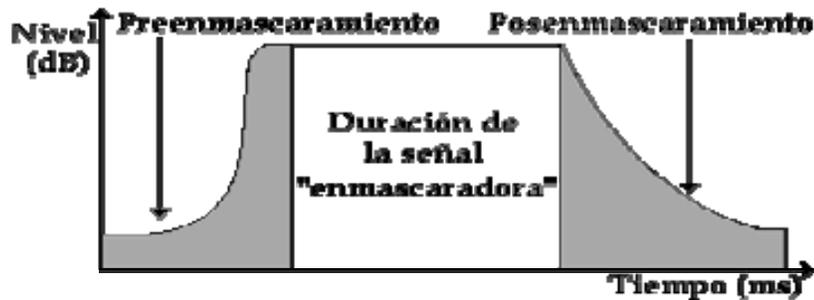 Nivel
(dB)
Preenmascaramiento
Posenmascaramiento
Duración de
la señal
"enmascaradora"
Tiempo (ms)